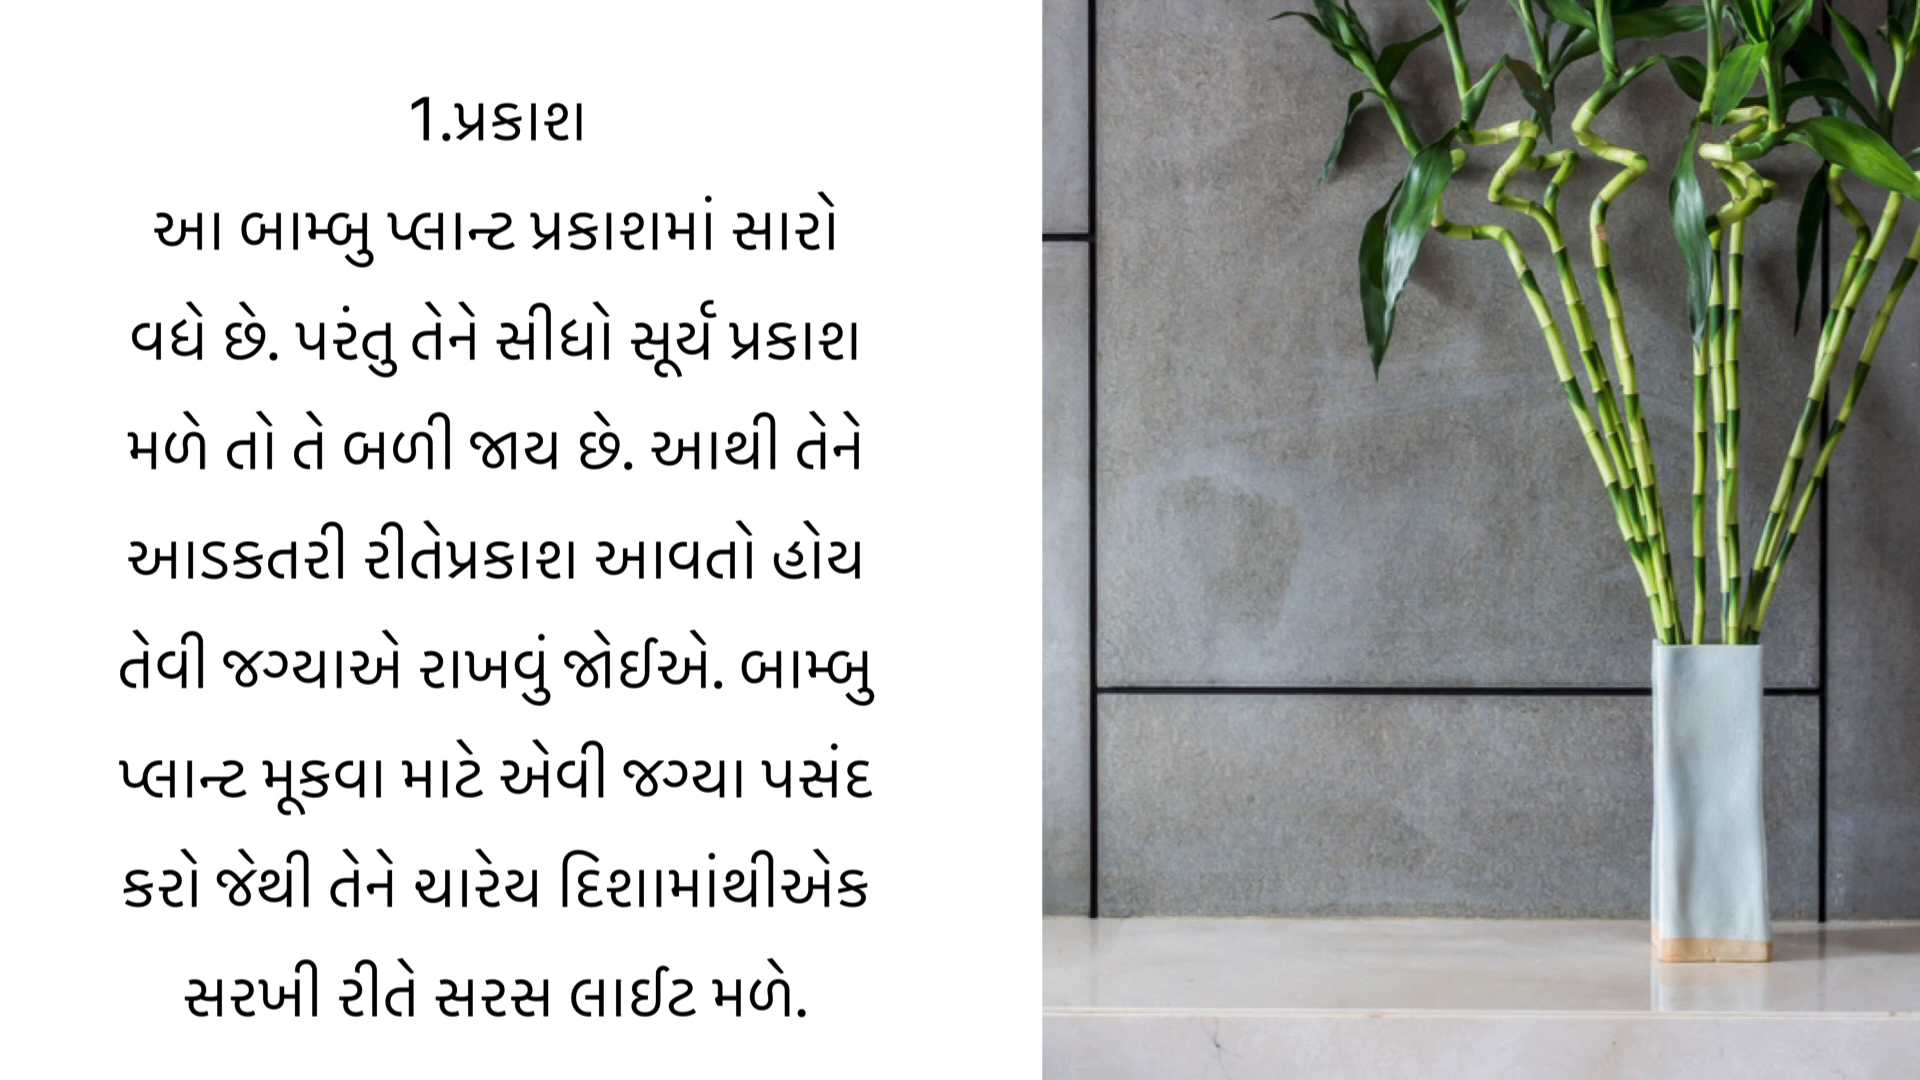 1.પ્રકાશ
આ બામ્બુ પ્લાન્ટ પ્રકાશમાં સારો
વધે છે. પરંતુ તેને સીધો સૂર્ય પ્રકાશ
મળે તો તે બળી જાય છે. આથી તેને
આડકતરી રીતેપ્રકાશ આવતો હોય
તેવી જગ્યાએ રાખવું જોઈએ. બામ્બુ
પ્લાન્ટ મૂકવા માટે એવી જગ્યા પસંદ
કરો જેથી તેને ચારેય દિશામાંથીએક
સરખી રીતે સરસ લાઈટ મળે.